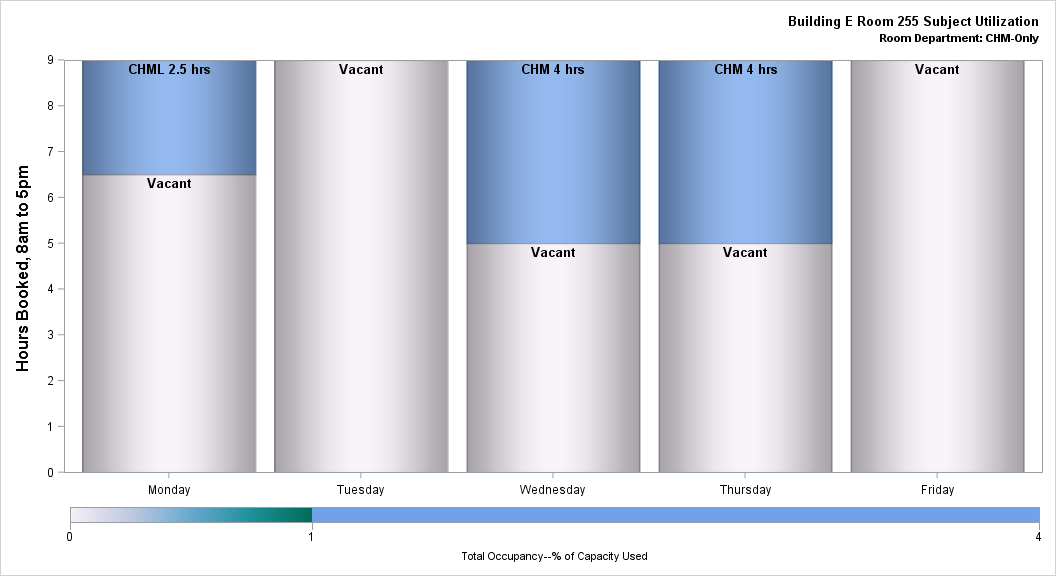 Building E Room 255 Subject Utilization
Room Department: CHM-Only
Hours Booked, 8am to 5pm
9
8
7
6
5
4
3
2
1
0
CHML 2.5 hrs
Vacant
Vacant
CHM 4 hrs
Vacant
CHM 4 hrs
Vacant
Vacant
Monday
Tuesday
Wednesday
Thursday
Friday
0
1
4
Total Occupancy--% of Capacity Used